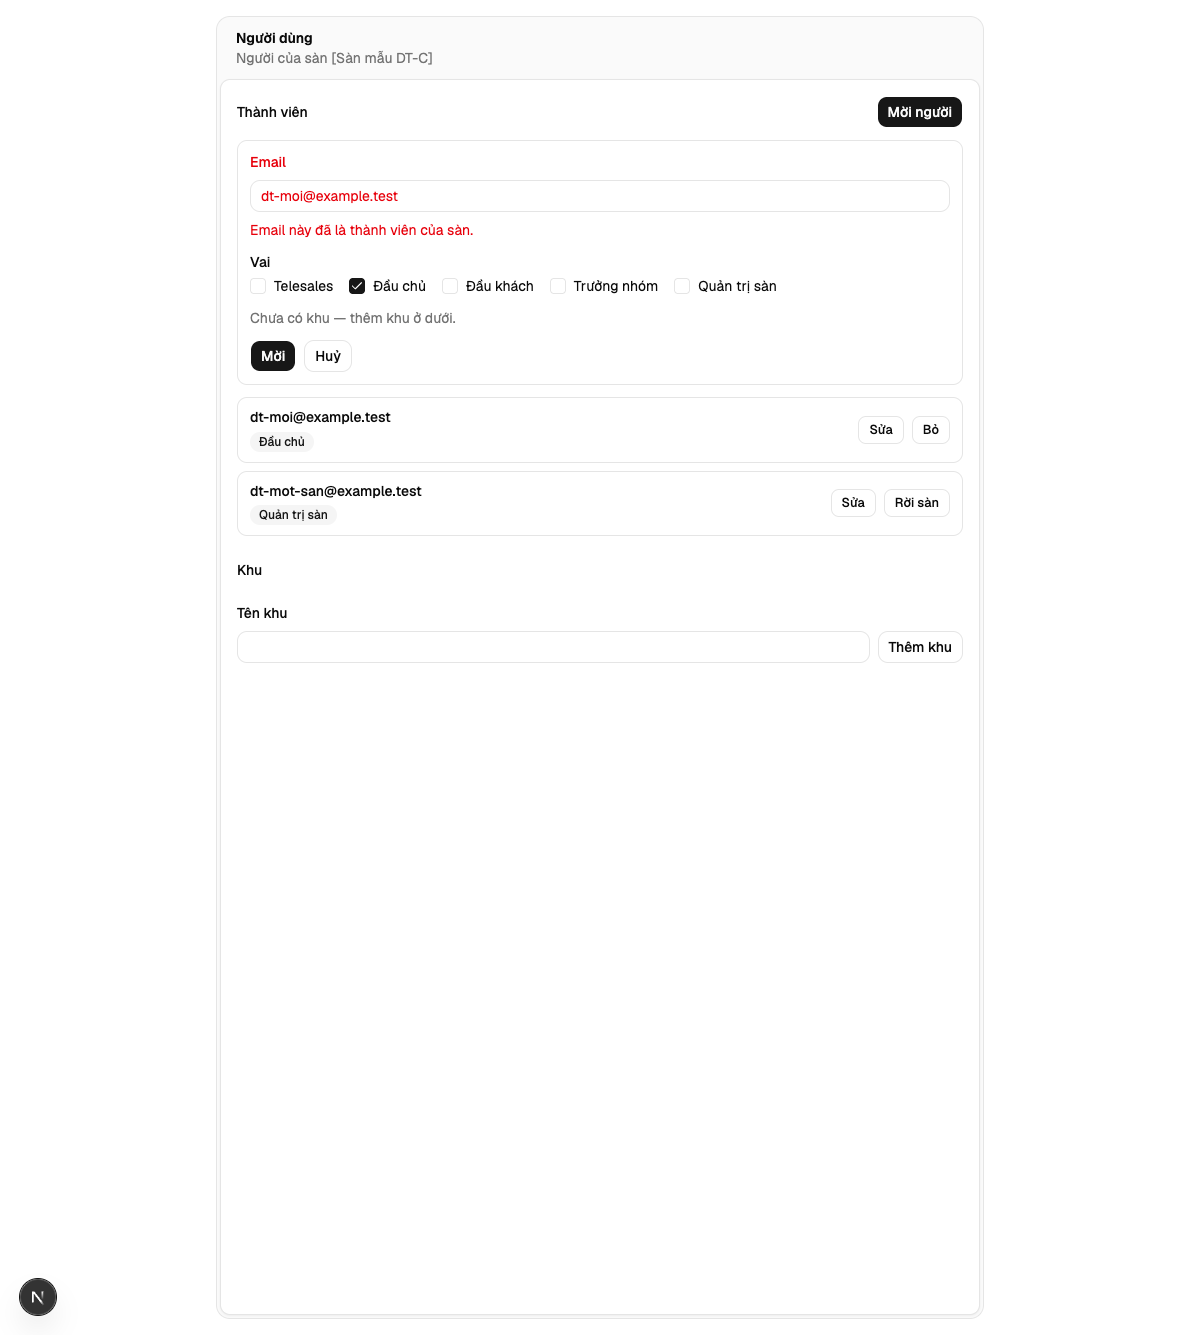 Người dùng
Người của sàn [Sàn mẫu DT-C]
Thành viên
Mời người
Email
dt-moi@example.test
Email này đã là thành viên của sàn.
Vai
Telesales Đầu chủ Đầu khách Trưởng nhóm Quản trị sàn
Chưa có khu — thêm khu ở dưới.
Mời Huỷ
dt-moi@example.test
Đầu chủ
Sửa Bỏ
dt-mot-san@example.test
Quản trị sàn
Sửa Rời sàn
Khu
Tên khu
Thêm khu
N